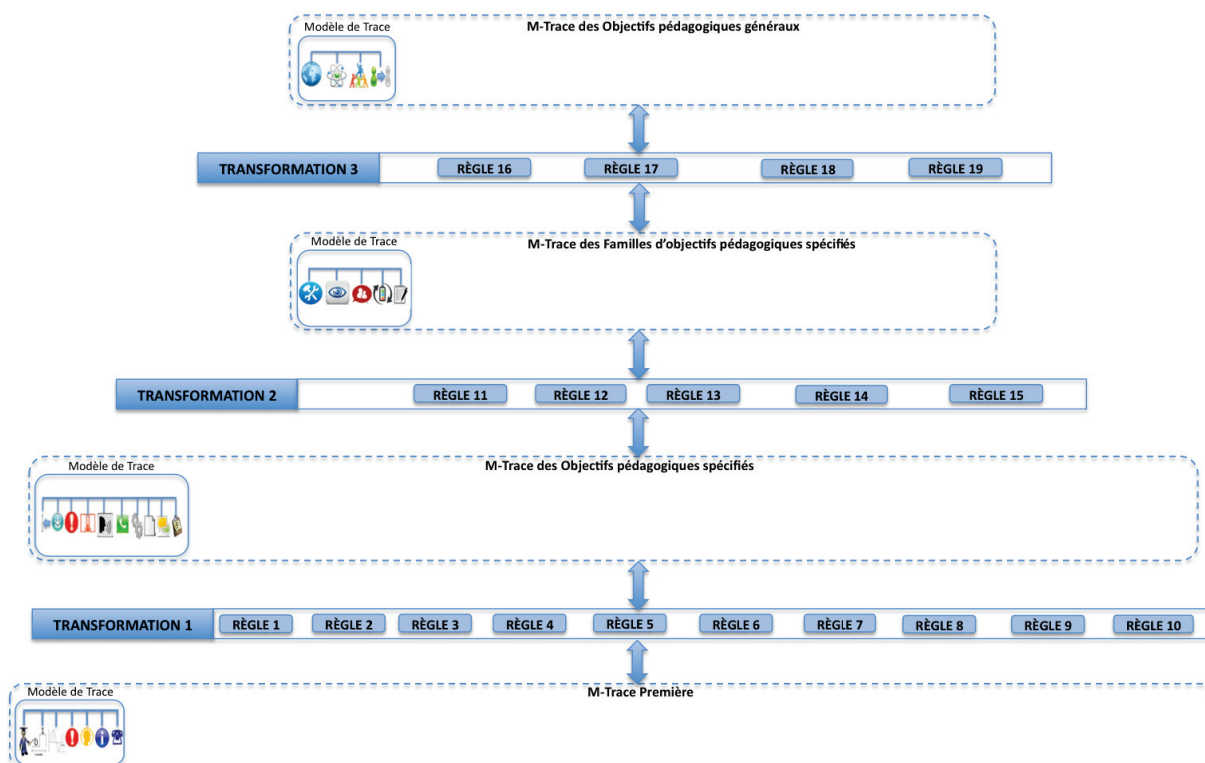 Modèle de Trace
M-Trace des Objectifs pédagogiques généraux
TRANSFORMATION 3
RÈGLE 16
RÈGLE 17
RÈGLE 18
RÈGLE 19
Modèle de Trace
M-Trace des Familles d'objectifs pédagogiques spécifiés
TRANSFORMATION 2
RÈGLE 11
RÈGLE 12
RÈGLE 13
RÈGLE 14
RÈGLE 15
Modèle de Trace
M-Trace des Objectifs pédagogiques spécifiés
TRANSFORMATION 1
RÈGLE 1
RÈGLE 2
RÈGLE 3
RÈGLE 4
RÈGLE 5
RÈGLE 6
RÈGLE 7
RÈGLE 8
RÈGLE 9
RÈGLE 10
Modèle de Trace
M-Trace Première